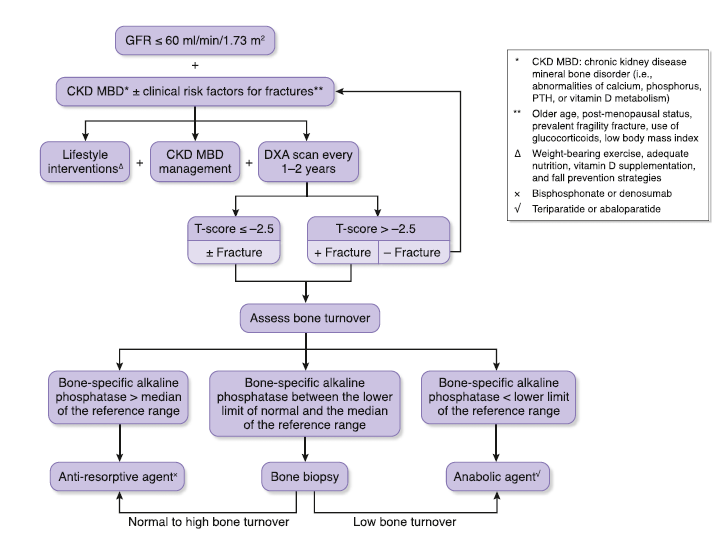 GFR ≤ 60 ml/min/1.73 m²
+
CKD MBD* ± clinical risk factors for fractures**
Lifestyle
interventionsΔ
+
CKD MBD
management
+
DXA scan every
1–2 years
T-score ≤ –2.5
± Fracture
T-score > –2.5
+ Fracture
– Fracture
Assess bone turnover
Bone-specific alkaline
phosphatase > median
of the reference range
Bone-specific alkaline
phosphatase between the lower
limit of normal and the median
of the reference range
Bone-specific alkaline
phosphatase < lower limit
of the reference range
Anti-resorptive agent×
Bone biopsy
Anabolic agent√
Normal to high bone turnover
Low bone turnover
* CKD MBD: chronic kidney disease
mineral bone disorder (i.e.,
abnormalities of calcium, phosphorus,
PTH, or vitamin D metabolism)
** Older age, post-menopausal status,
prevalent fragility fracture, use of
glucocorticoids, low body mass index
Δ Weight-bearing exercise, adequate
nutrition, vitamin D supplementation,
and fall prevention strategies
× Bisphosphonate or denosumab
√ Teriparatide or abaloparatide